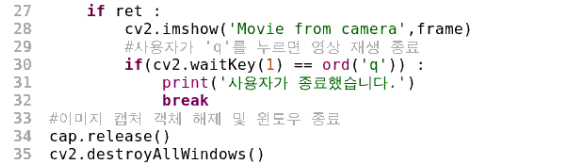 27 if ret :
28 cv2.imshow('Movie from camera',frame)
29 #사용자가 'q'를 누르면 영상 재생 종료
30 if(cv2.waitKey(1) == ord('q')) :
31 print('사용자가 종료했습니다.')
32 break
33 #이미지 캡처 객체 해제 및 윈도우 종료
34 cap.release()
35 cv2.destroyAllWindows()